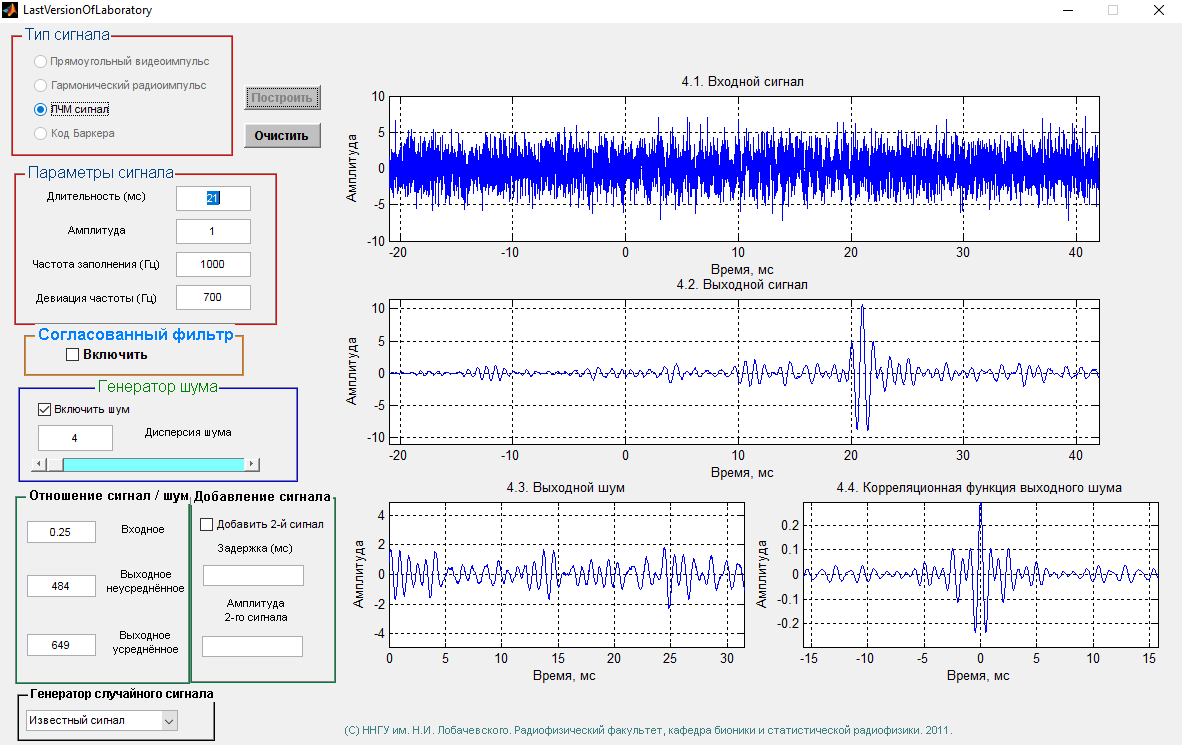 LastVersionOfLaboratory
Тип сигнала
Прямоугольный видеоимпульс
Гармонический радиоимпульс
ЛЧМ сигнал
Код Баркера
Построить
Очистить
Параметры сигнала
Длительность (мс)
21
Амплитуда
1
Частота заполнения (Гц)
1000
Девиация частоты (Гц)
700
Согласованный фильтр
Включить
Генератор шума
Включить шум
4
Дисперсия шума
Отношение сигнал / шум
0.25
Входное
484
Выходное
неусреднённое
649
Выходное
усреднённое
Добавление сигнала
Добавить 2-й сигнал
Задержка (мс)
Амплитуда
2-го сигнала
Генератор случайного сигнала
Известный сигнал
4.1. Входной сигнал
Амплитуда
10
5
0
-5
-10
-20 -10 0 10 20 30 40
Время, мс
4.2. Выходной сигнал
Амплитуда
10
5
0
-5
-10
-20 -10 0 10 20 30 40
Время, мс
4.3. Выходной шум
Амплитуда
4
2
0
-2
-4
0 5 10 15 20 25 30
Время, мс
4.4. Корреляционная функция выходного шума
Амплитуда
0.2
0.1
0
-0.1
-0.2
-15 -10 -5 0 5 10 15
Время, мс
(С) ННГУ им. Н.И. Лобачевского. Радиофизический факультет, кафедра бионики и статистической радиофизики. 2011.